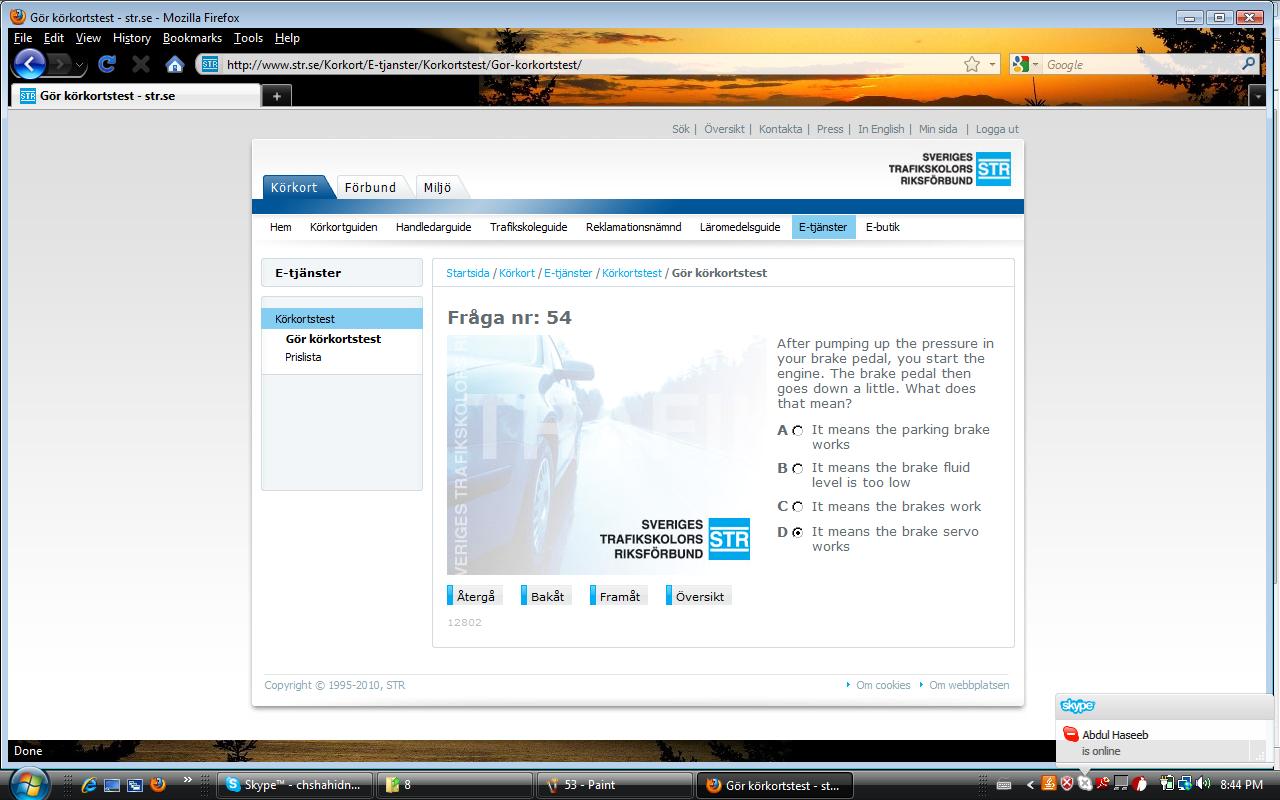 Gör körkortstest - str.se - Mozilla Firefox
File Edit View History Bookmarks Tools Help
STR http://www.str.se/Korkort/E-tjanster/Korkortstest/Gor-korkortstest/
Google
STR Gör körkortstest - str.se
Sök | Översikt | Kontakta | Press | In English | Min sida | Logga ut
SVERIGES
TRAFIKSKOLORS
RIKSFÖRBUND
STR
Körkort Förbund Miljö
Hem Körkortguiden Handledarguide Trafikskoleguide Reklamationsnämnd Läromedelsguide E-tjänster E-butik
E-tjänster
Körkortstest
Gör körkortstest
Prislista
Startsida / Körkort / E-tjänster / Körkortstest / Gör körkortstest
Fråga nr: 54
SVERIGES TRAFIKSKOLORS R
TRAFI
SVERIGES
TRAFIKSKOLORS
RIKSFÖRBUND
STR
After pumping up the pressure in
your brake pedal, you start the
engine. The brake pedal then
goes down a little. What does
that mean?
A It means the parking brake
works
B It means the brake fluid
level is too low
C It means the brakes work
D It means the brake servo
works
Återgå Bakåt Framåt Översikt
12802
Copyright © 1995-2010, STR
Om cookies Om webbplatsen
skype
Abdul Haseeb
is online
Done
Skype™ - chshahidn...
8
53 - Paint
Gör körkortstest - st...
8:44 PM